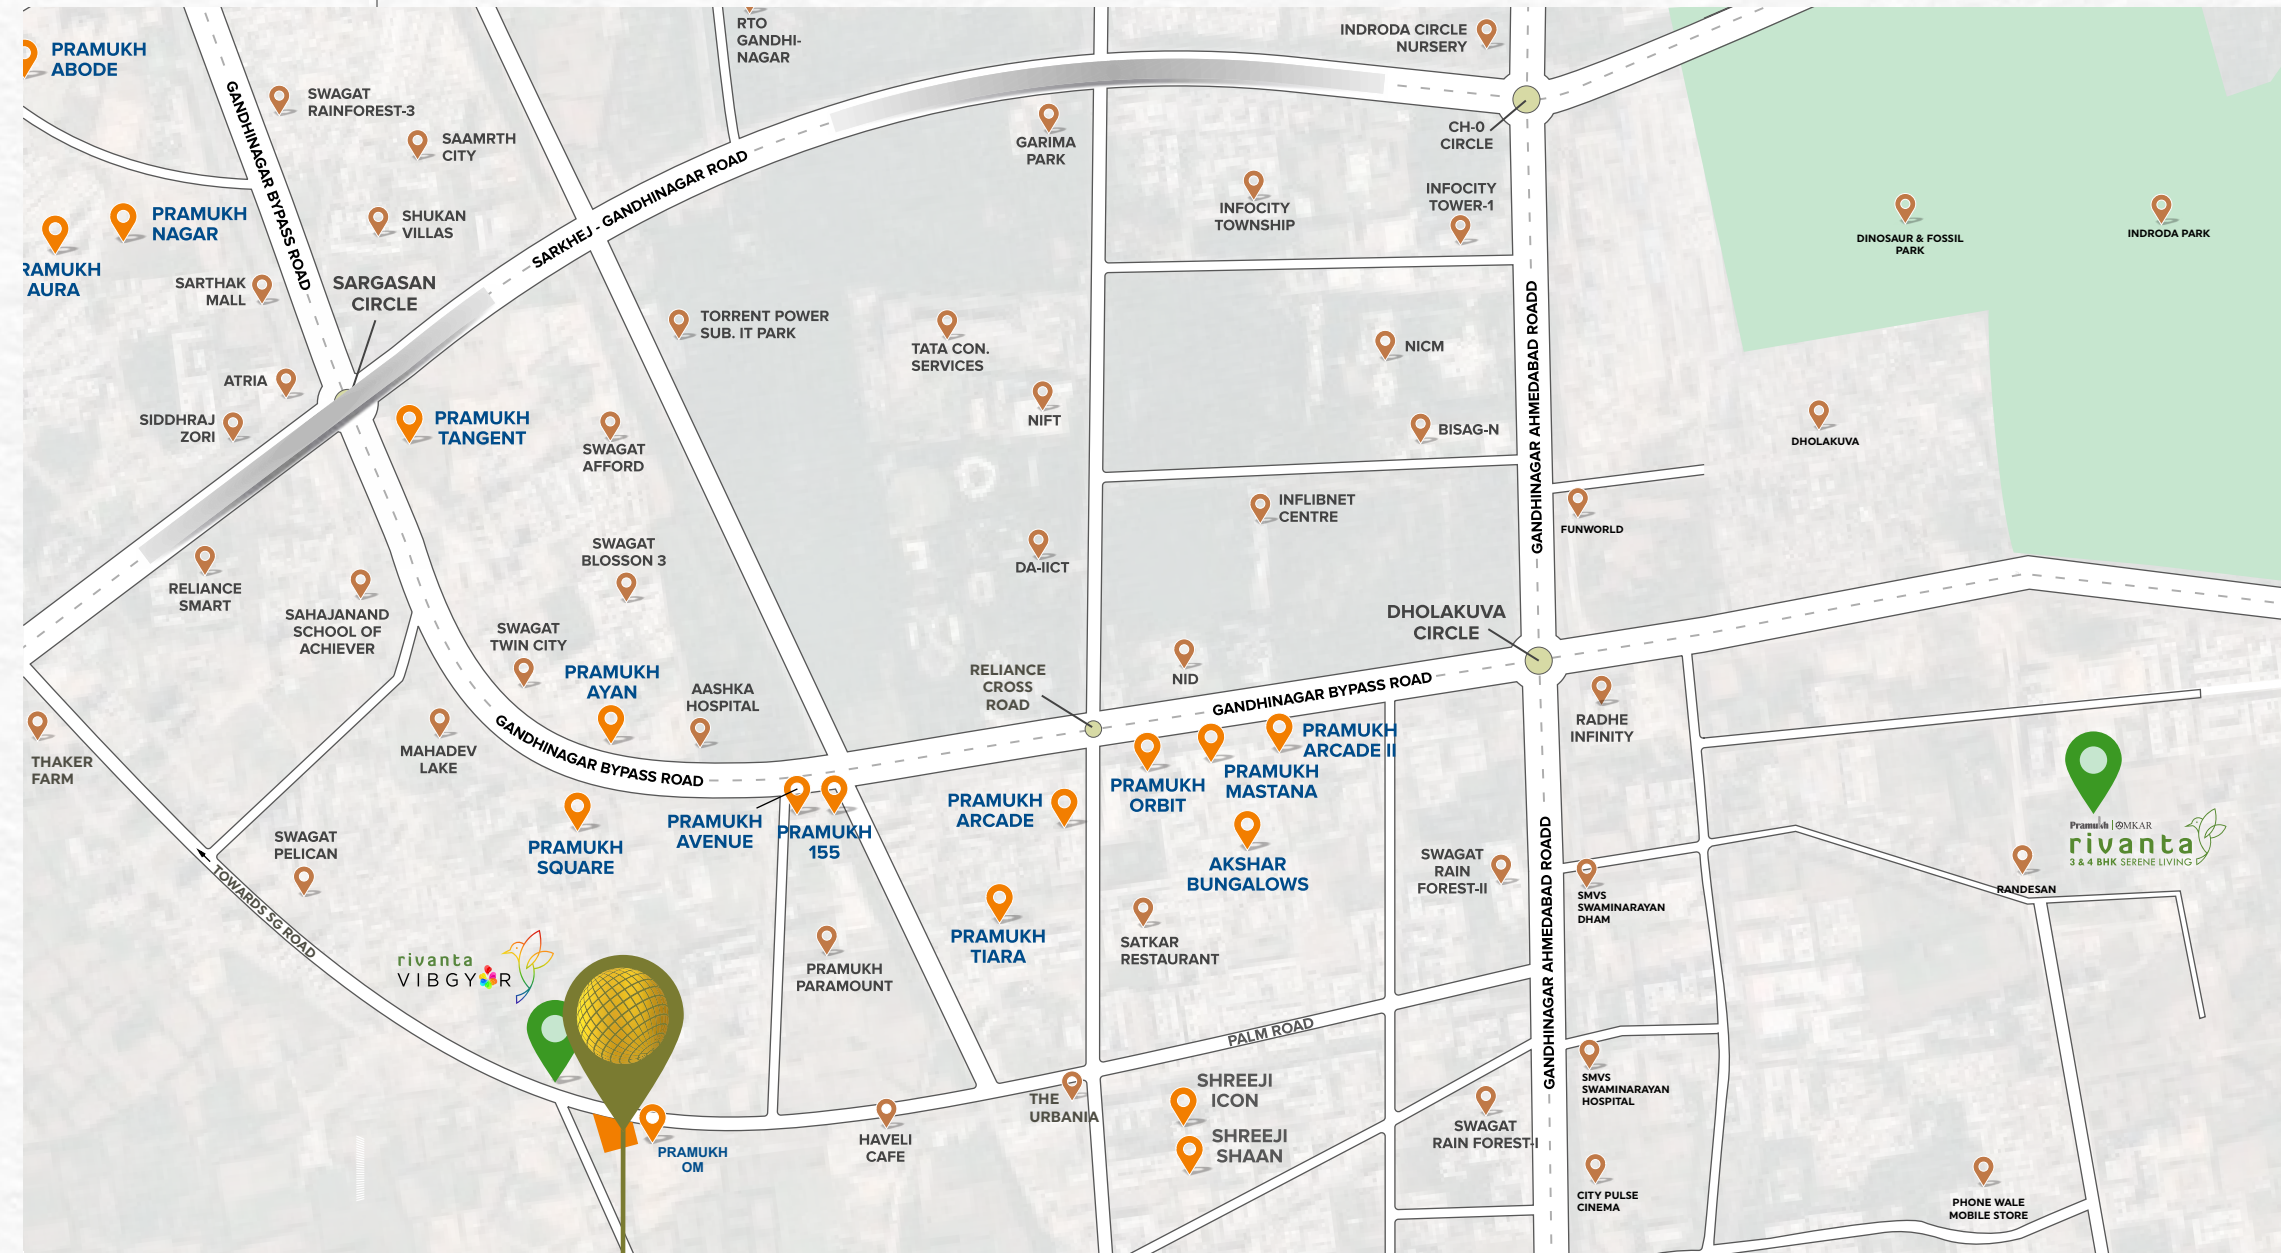 RTO
GANDHI-
NAGAR
INDRODA CIRCLE
NURSERY
PRAMUKH
ABODE
SWAGAT
RAINFOREST-3
GANDHINAGAR BYPASS ROAD
SAAMRTH
CITY
GARIMA
PARK
CH-0
CIRCLE
SARKHEJ - GANDHINAGAR ROAD
INFOCITY
TOWNSHIP
INFOCITY
TOWER-1
PRAMUKH
NAGAR
SHUKAN
VILLAS
DINOSAUR & FOSSIL
PARK
INDRODA PARK
RAMUKH
AURA
SARTHAK
MALL
SARGASAN
CIRCLE
TORRENT POWER
SUB. IT PARK
TATA CON.
SERVICES
NICM
GANDHINAGAR AHMEDABAD ROADD
ATRIA
SIDDHRAJ
ZORI
PRAMUKH
TANGENT
SWAGAT
AFFORD
NIFT
BISAG-N
DHOLAKUVA
INFLIBNET
CENTRE
FUNWORLD
SWAGAT
BLOSSON 3
DA-IICT
RELIANCE
SMART
SAHAJANAND
SCHOOL OF
ACHIEVER
SWAGAT
TWIN CITY
DHOLAKUVA
CIRCLE
PRAMUKH
AYAN
AASHKA
HOSPITAL
RELIANCE
CROSS
ROAD
NID
GANDHINAGAR BYPASS ROAD
RADHE
INFINITY
THAKER
FARM
MAHADEV
LAKE
GANDHINAGAR BYPASS ROAD
PRAMUKH
ARCADE II
PRAMUKH
ORBIT
PRAMUKH
MASTANA
PRAMUKH
ARCADE
PRAMUKH
AVENUE
PRAMUKH
155
SWAGAT
PELICAN
PRAMUKH
SQUARE
AKSHAR
BUNGALOWS
SWAGAT
RAIN
FOREST-II
GANDHINAGAR AHMEDABAD ROADD
Pramukh | OMKAR
rivanta
3 & 4 BHK SERENE LIVING
RANDESAN
SMVS
SWAMINARAYAN
DHAM
TOWARDS SG ROAD
PRAMUKH
TIARA
SATKAR
RESTAURANT
rivanta
VIBGYOR
PRAMUKH
PARAMOUNT
PALM ROAD
THE
URBANIA
SHREEJI
ICON
SMVS
SWAMINARAYAN
HOSPITAL
SWAGAT
RAIN FOREST-I
SHREEJI
SHAAN
HAVELI
CAFE
PRAMUKH
OM
CITY PULSE
CINEMA
PHONE WALE
MOBILE STORE